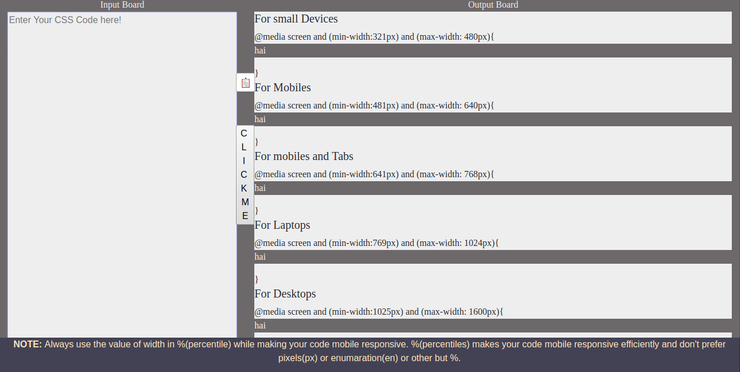 Input Board
Output Board
Enter Your CSS Code here!
C
L
I
C
K
M
E
For small Devices
@media screen and (min-width:321px) and (max-width: 480px){
hai
}
For Mobiles
@media screen and (min-width:481px) and (max-width: 640px){
hai
}
For mobiles and Tabs
@media screen and (min-width:641px) and (max-width: 768px){
hai
}
For Laptops
@media screen and (min-width:769px) and (max-width: 1024px){
hai
}
For Desktops
@media screen and (min-width:1025px) and (max-width: 1600px){
hai
NOTE: Always use the value of width in %(percentile) while making your code mobile responsive. %(percentiles) makes your code mobile responsive efficiently and don't prefer
pixels(px) or enumaration(en) or other but %.